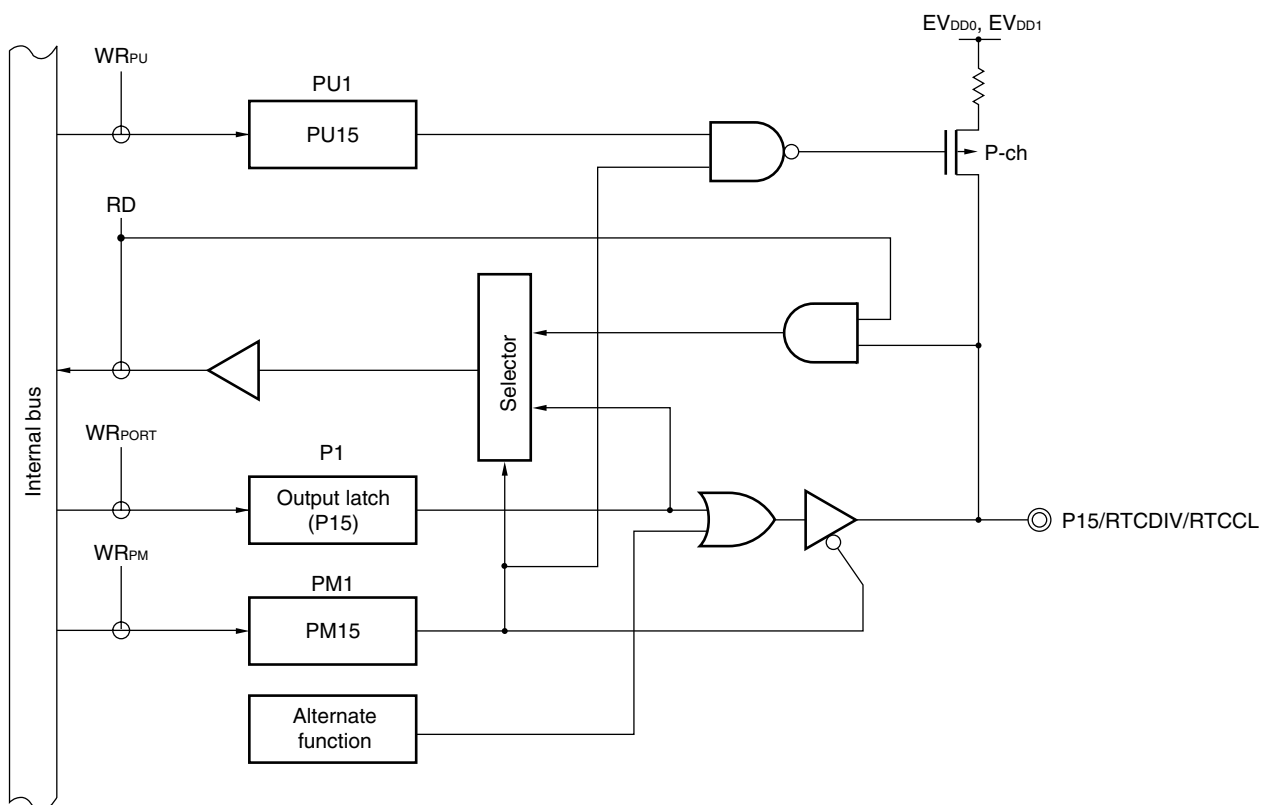 EVDD0, EVDD1
WRPU
PU1
PU15
P-ch
RD
Selector
Internal bus
WRPORT
P1
Output latch
(P15)
P15/RTCDIV/RTCCL
WRPM
PM1
PM15
Alternate
function